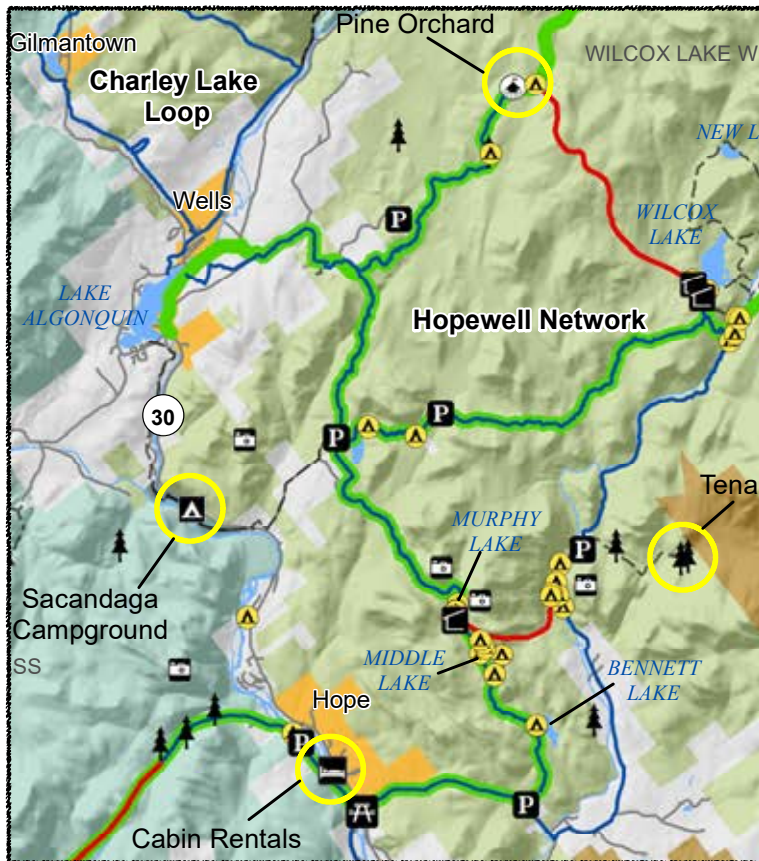 Pine Orchard
Gilmantown
WILCOX LAKE W
Charley Lake
Loop
NEW L
Wells
WILCOX
LAKE
LAKE
ALGONQUIN
Hopewell Network
30
P
P
P
P
P
P
Tena
MURPHY
LAKE
Sacandaga
Campground
SS
MIDDLE
LAKE
BENNETT
LAKE
Hope
Cabin Rentals